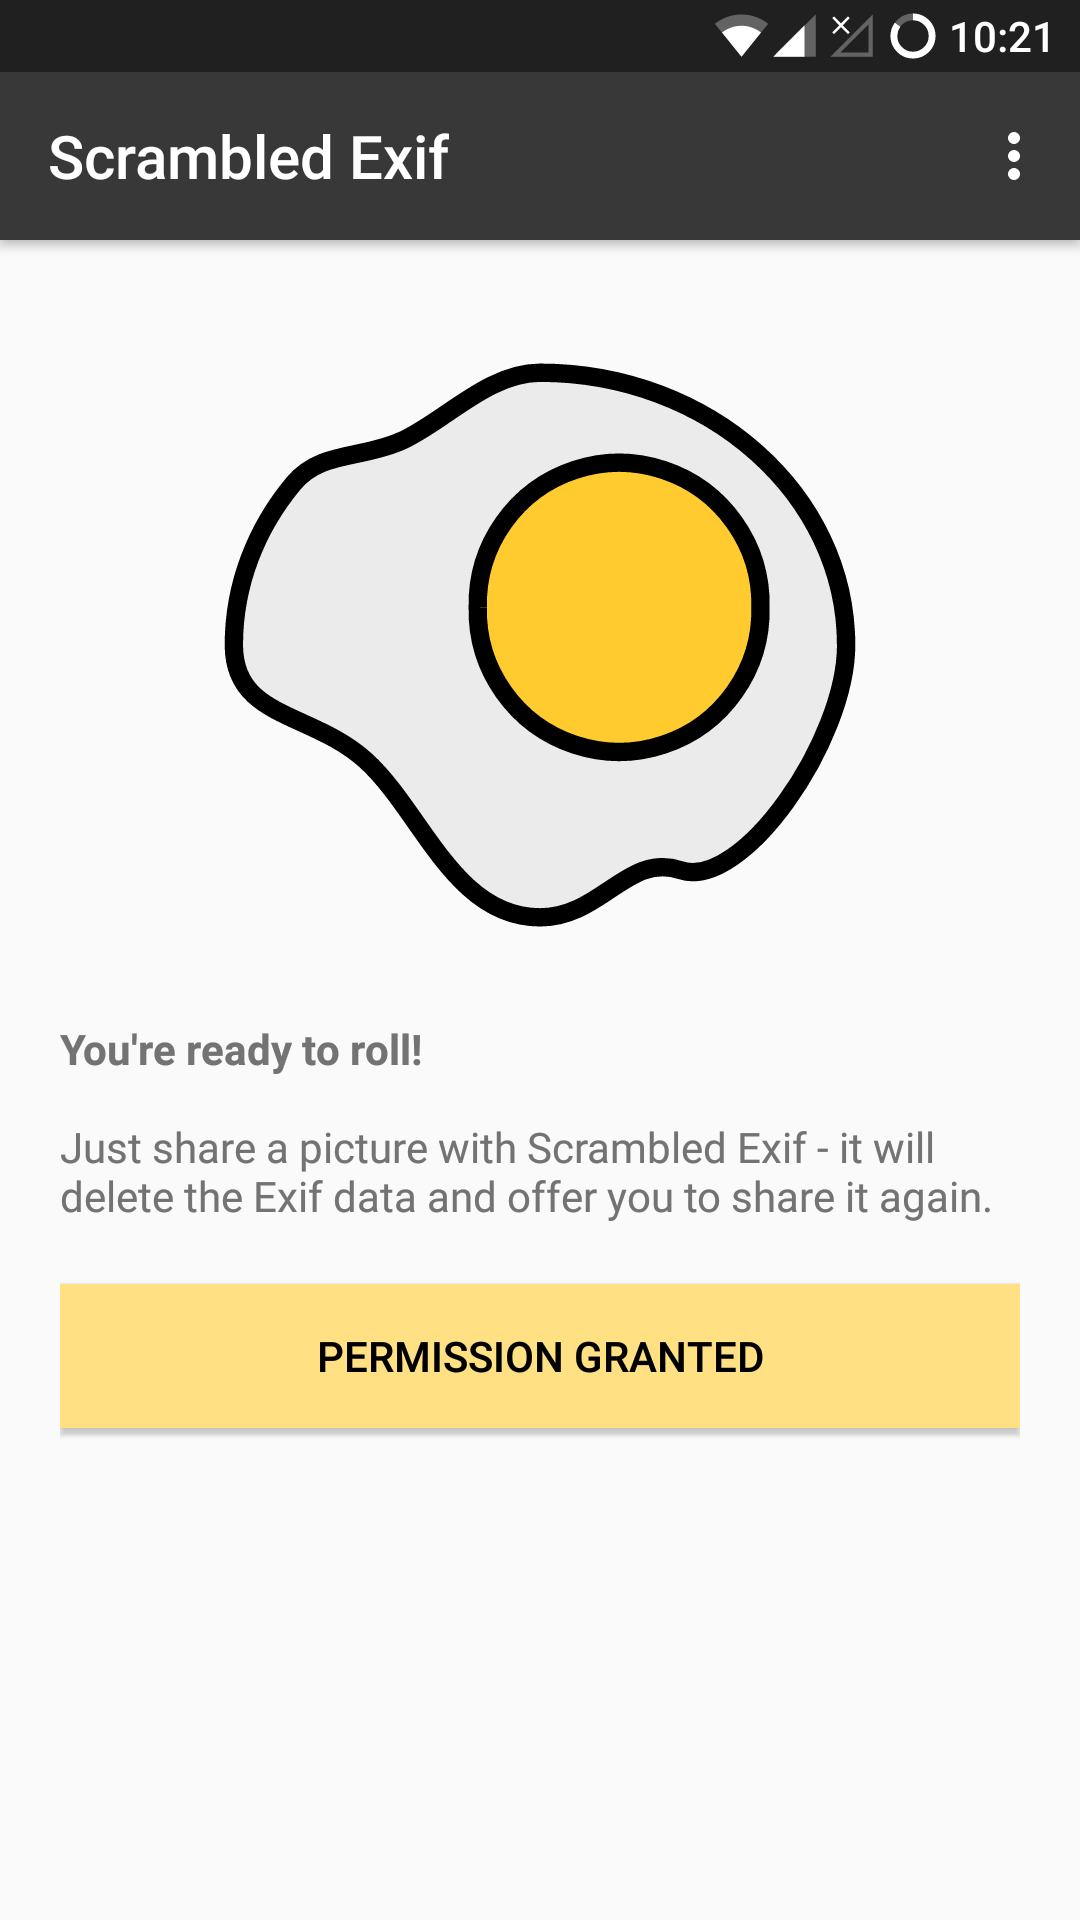 10:21
Scrambled Exif
You're ready to roll!
Just share a picture with Scrambled Exif - it will
delete the Exif data and offer you to share it again.
PERMISSION GRANTED